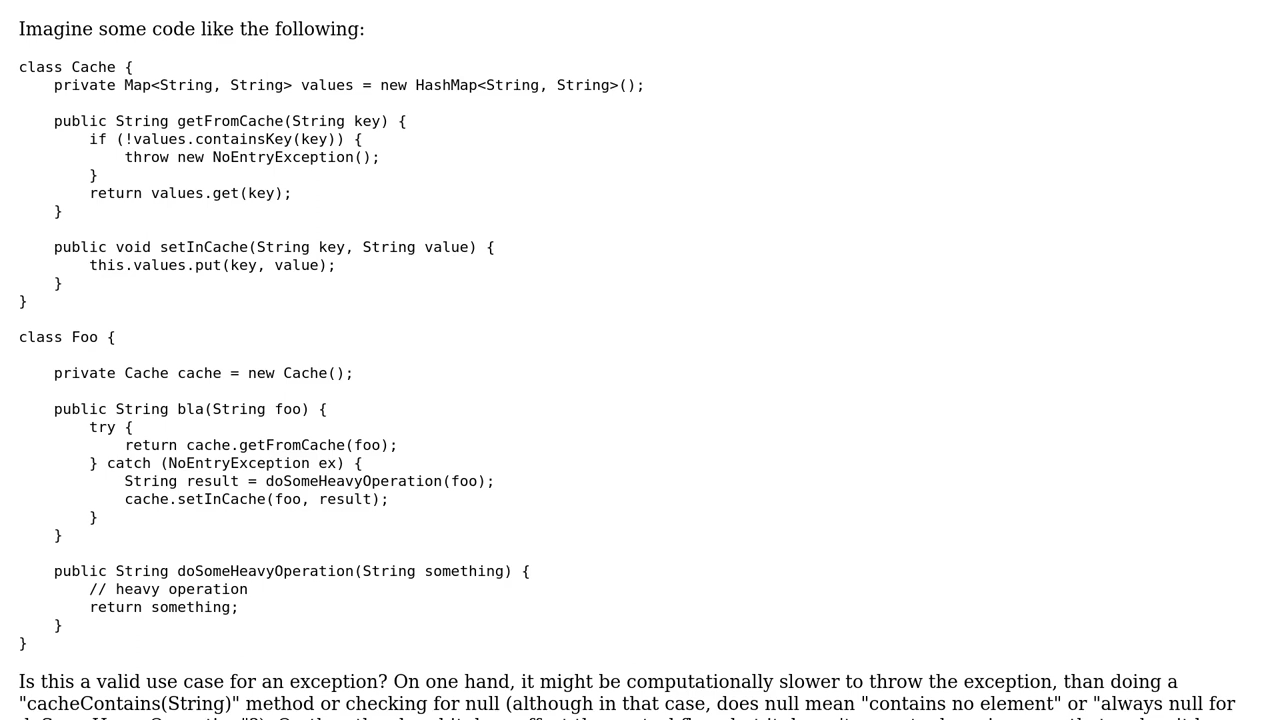 Imagine some code like the following:
class Cache {
    private Map<String, String> values = new HashMap<String, String>();

    public String getFromCache(String key) {
        if (!values.containsKey(key)) {
            throw new NoEntryException();
        }
        return values.get(key);
    }

    public void setInCache(String key, String value) {
        this.values.put(key, value);
    }
}

class Foo {

    private Cache cache = new Cache();

    public String bla(String foo) {
        try {
            return cache.getFromCache(foo);
        } catch (NoEntryException ex) {
            String result = doSomeHeavyOperation(foo);
            cache.setInCache(foo, result);
        }
    }

    public String doSomeHeavyOperation(String something) {
        // heavy operation
        return something;
    }
}
Is this a valid use case for an exception? On one hand, it might be computationally slower to throw the exception, than doing a
"cacheContains(String)" method or checking for null (although in that case, does null mean "contains no element" or "always null for